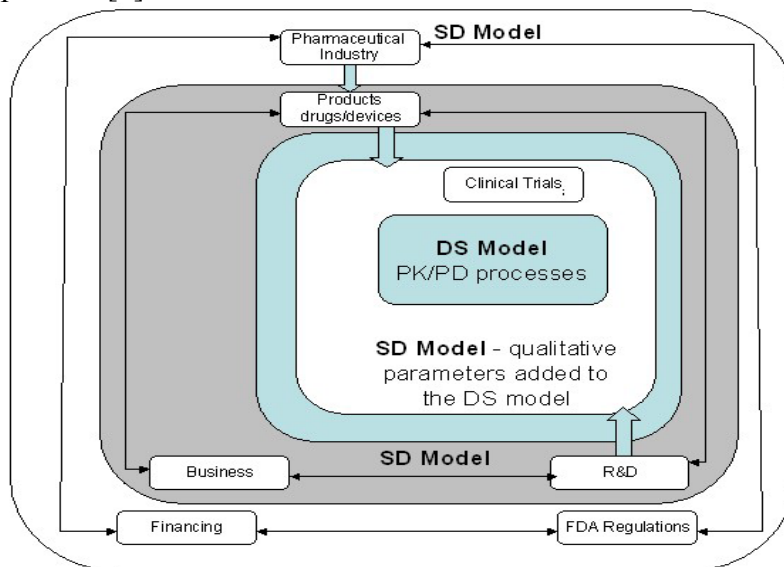 SD Model
Pharmaceutical
Industry
Products
drugs/devices
Clinical Trials
DS Model
PK/PD processes
SD Model - qualitative
parameters added to
the DS model
SD Model
Business
R&D
Financing
FDA Regulations